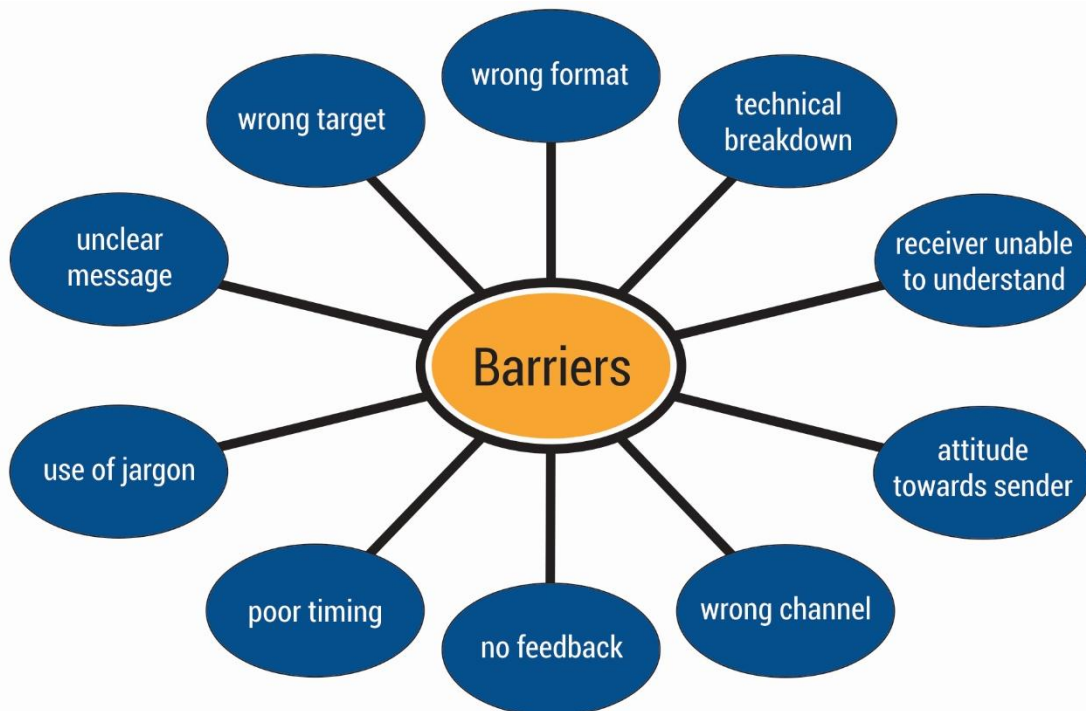 wrong format
wrong target
technical
breakdown
unclear
message
receiver unable
to understand
Barriers
use of jargon
attitude
towards sender
poor timing
no feedback
wrong channel